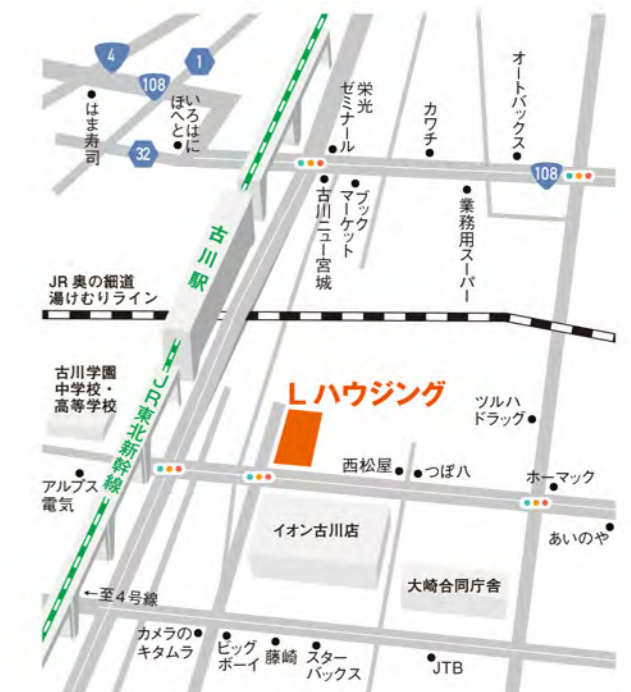 4
1
108
いろはに
ほへと
はま寿司
32
栄光
ゼミナール
カワチ
オートバックス
108
古川ニュー宮城
ブック
マーケット
業務用スーパー
古川駅
JR 奥の細道
湯けむりライン
古川学園
中学校・
高等学校
JR東北新幹線
L ハウジング
ツルハ
ドラッグ
アルプス
電気
西松屋
つぼ八
ホーマック
あいのや
イオン古川店
大崎合同庁舎
←至4号線
カメラの
キタムラ
ビッグ
ボーイ
藤崎
スター
バックス
JTB